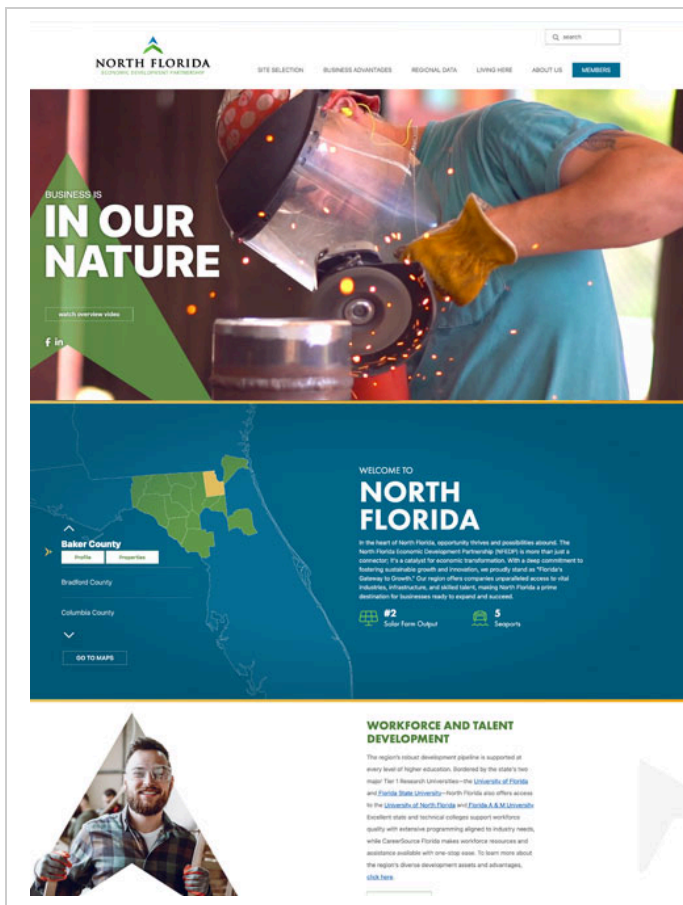 search
NORTH FLORIDA
ECONOMIC DEVELOPMENT PARTNERSHIP
SITE SELECTION
BUSINESS ADVANTAGES
REGIONAL DATA
LIVING HERE
ABOUT US
MEMBERS
BUSINESS IS
IN OUR
NATURE
watch overview video
f in
Baker County
Profile
Properties
Bradford County
Columbia County
GO TO MAPS
WELCOME TO
NORTH
FLORIDA
In the heart of North Florida, opportunity thrives and possibilities abound. The
North Florida Economic Development Partnership (NFEDP) is more than just a
connector; it's a catalyst for economic transformation. With a deep commitment to
fostering sustainable growth and innovation, we proudly stand as "Florida's
Gateway to Growth." Our region offers companies unparalleled access to vital
industries, infrastructure, and skilled talent, making North Florida a prime
destination for businesses ready to expand and succeed.
#2
Solar Farm Output
5
Seaports
WORKFORCE AND TALENT
DEVELOPMENT
The region's robust development pipeline is supported at
every level of higher education. Bordered by the state's two
major Tier 1 Research Universities—the University of Florida
and Florida State University—North Florida also offers access
to the University of North Florida and Florida A & M University.
Excellent state and technical colleges support workforce
quality with extensive programming aligned to industry needs,
while CareerSource Florida makes workforce resources and
assistance available with one-stop ease. To learn more about
the region's diverse development assets and advantages,
click here.